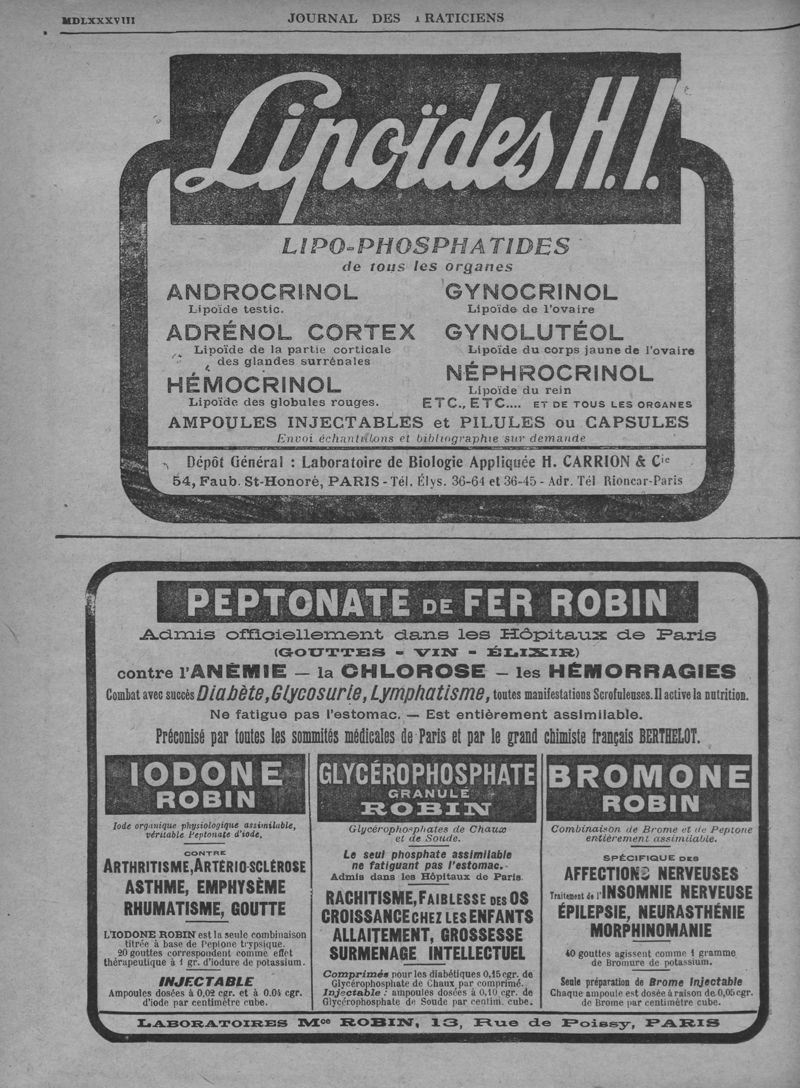 MDLXXXVIII
JOURNAL DES PRATICIENS
Lipoïdes H.I.
LIPO-PHOSPHATIDES
de tous les organes
ANDROCRINOL
Lipoïde testic.
ADRÉNOL CORTEX
Lipoïde de la partie corticale
des glandes surrénales
HÉMOCRINOL
Lipoïde des globules rouges.
GYNOCRINOL
Lipoïde de l'ovaire
GYNOLUTÉOL
Lipoïde du corps jaune de l'ovaire
NÉPHROCRINOL
Lipoïde du rein
ETC., ETC.... ET DE TOUS LES ORGANES
AMPOULES INJECTABLES et PILULES ou CAPSULES
Envoi échantillons et bibliographie sur demande
Dépôt Général : Laboratoire de Biologie Appliquée H. CARRION & Cie
54, Faub. St-Honoré, PARIS - Tél. Élys. 36-64 et 36-45 - Adr. Tél Rioncar-Paris
PEPTONATE DE FER ROBIN
Admis officiellement dans les Hôpitaux de Paris
(GOUTTES - VIN - ÉLIXIR)
contre l'ANÉMIE — la CHLOROSE — les HÉMORRAGIES
Combat avec succès Diabète, Glycosurie, Lymphatisme, toutes manifestations Scrofuleuses. Il active la nutrition.
Ne fatigue pas l'estomac. — Est entièrement assimilable.
Préconisé par toutes les sommités médicales de Paris et par le grand chimiste français BERTHELOT.
IODONE
ROBIN
Iode organique physiologique assimilable,
véritable Peptonate d'iode.
CONTRE
ARTHRITISME, ARTÉRIO-SCLÉROSE
ASTHME, EMPHYSÈME
RHUMATISME, GOUTTE
L'IODONE ROBIN est la seule combinaison
titrée à base de Peptone trypsique.
20 gouttes correspondent comme effet
thérapeutique à 1 gr. d'iodure de potassium.
INJECTABLE
Ampoules dosées à 0,02 cgr. et à 0.04 cgr.
d'iode par centimètre cube.
GLYCÉROPHOSPHATE
GRANULÉ
ROBIN
Glycérophosphates de Chaux
et de Soude.
Le seul phosphate assimilable
ne fatiguant pas l'estomac.
Admis dans les Hôpitaux de Paris.
RACHITISME, FAIBLESSE DES OS
CROISSANCE CHEZ LES ENFANTS
ALLAITEMENT, GROSSESSE
SURMENAGE INTELLECTUEL
Comprimés pour les diabétiques 0,15 cgr. de
Glycérophosphate de Chaux par comprimé.
Injectable : ampoules dosées à 0,10 cgr. de
Glycérophosphate de Soude par centim. cube.
BROMONE
ROBIN
Combinaison de Brome et de Peptone
entièrement assimilable.
SPÉCIFIQUE DES
AFFECTIONS NERVEUSES
Traitement de l'INSOMNIE NERVEUSE
ÉPILEPSIE, NEURASTHÉNIE
MORPHINOMANIE
40 gouttes agissent comme 1 gramme
de Bromure de potassium.
Seule préparation de Brome Injectable
Chaque ampoule est dosée à raison de 0,05 cgr.
de Brome par centimètre cube.
LABORATOIRES Mce ROBIN, 13, Rue de Poissy, PARIS